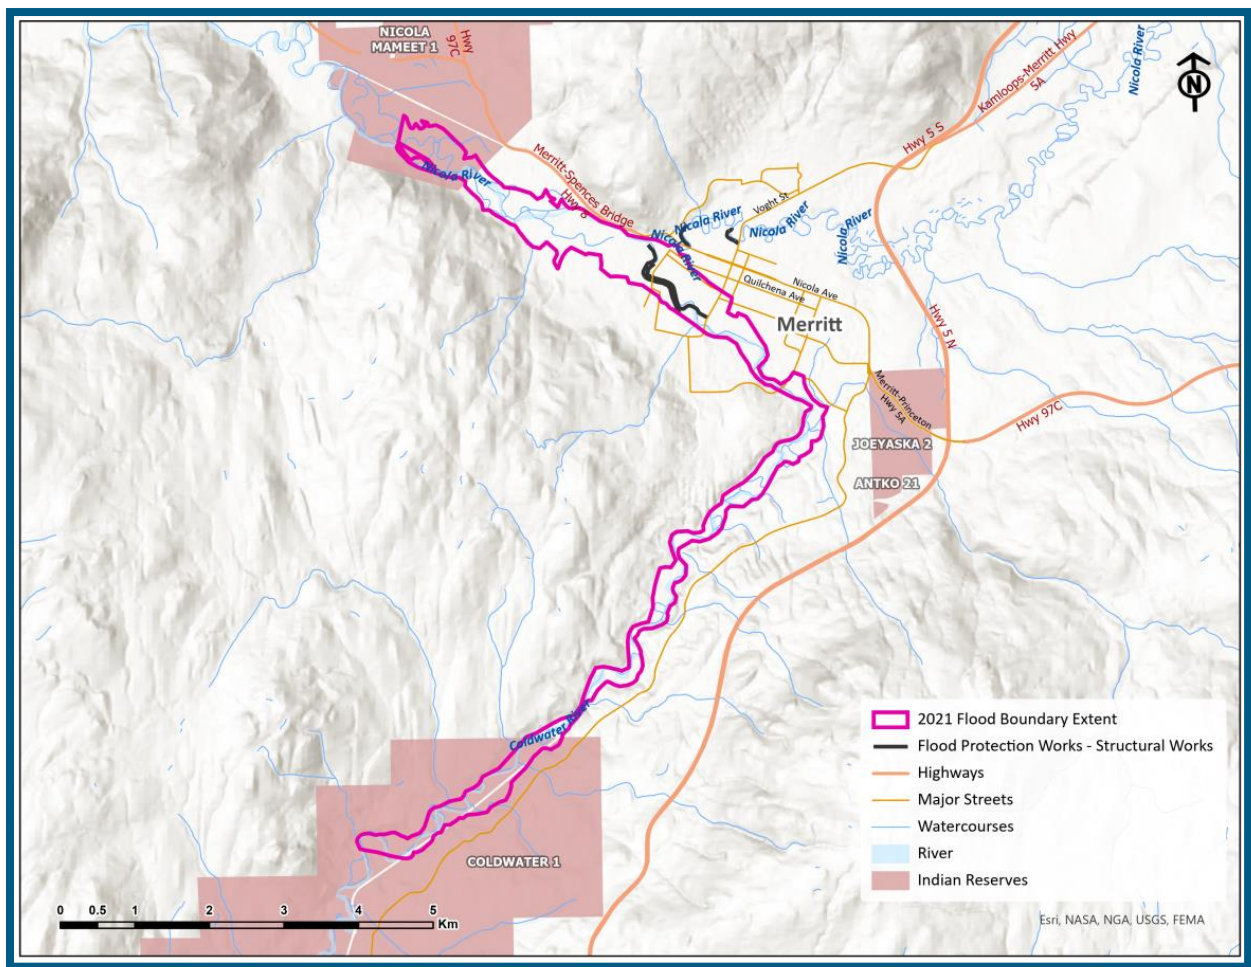 NICOLA
MAMEET 1
Hwy
97C
N
Nicola River
Kamloops-Merritt Hwy
5A
Hwy 5 S
Merritt-Spences Bridge
Hwy 8
Nicola River
Voght St
Nicola River
Nicola River
Nicola River
Nicola River
Quilchena Ave
Nicola Ave
Merritt
Hwy 5 N
Merritt-Princeton
Hwy 5A
Hwy 97C
JOEYASKA 2
ANTKO 21
Coldwater River
COLDWATER 1
2021 Flood Boundary Extent
Flood Protection Works - Structural Works
Highways
Major Streets
Watercourses
River
Indian Reserves
0 0.5 1 2 3 4 5
Km
Esri, NASA, NGA, USGS, FEMA